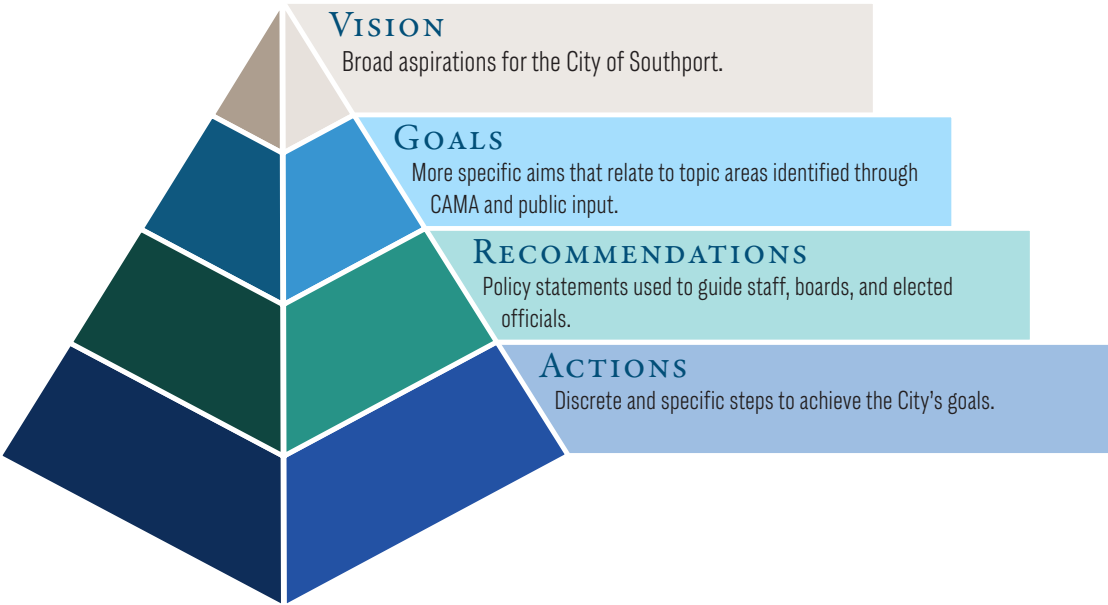 VISION
Broad aspirations for the City of Southport.
GOALS
More specific aims that relate to topic areas identified through
CAMA and public input.
RECOMMENDATIONS
Policy statements used to guide staff, boards, and elected
officials.
ACTIONS
Discrete and specific steps to achieve the City's goals.